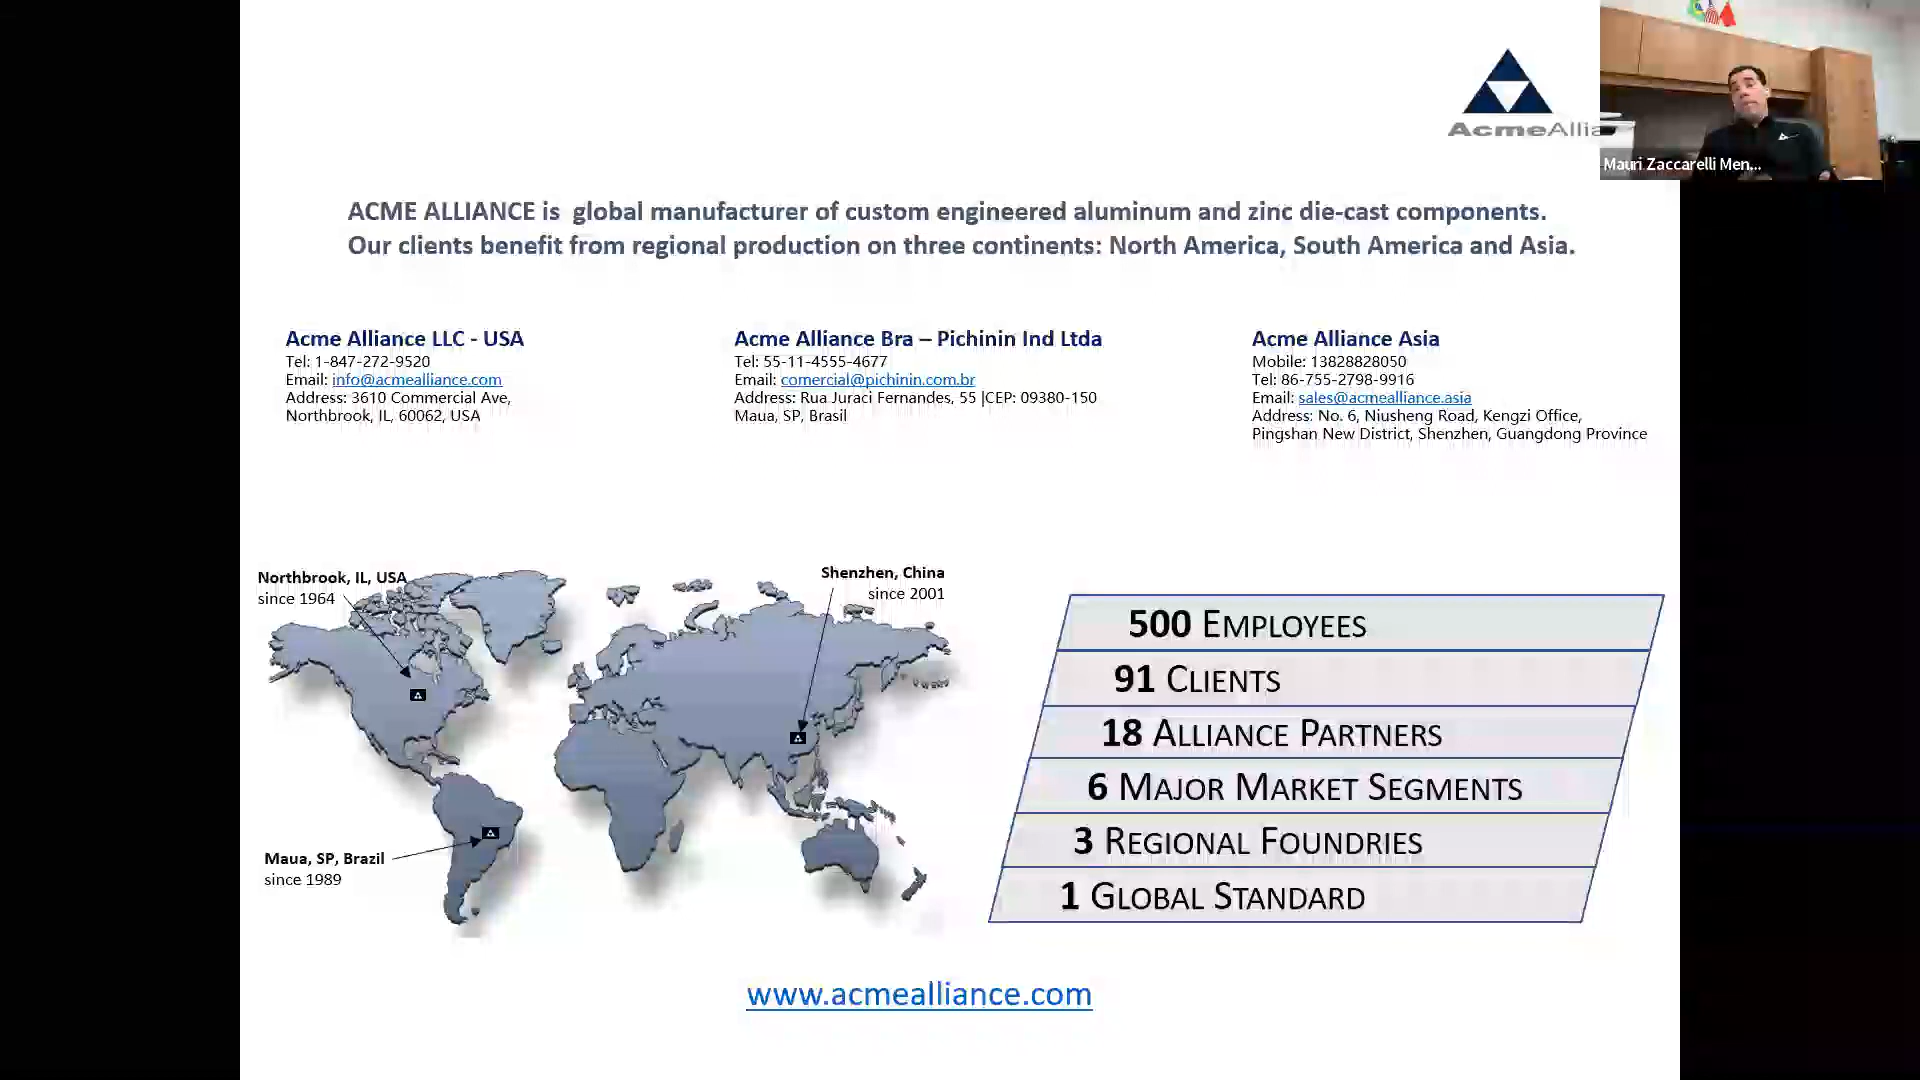 AcmeAllia
Mauri Zaccarelli Men...
ACME ALLIANCE is  global manufacturer of custom engineered aluminum and zinc die-cast components.
Our clients benefit from regional production on three continents: North America, South America and Asia.
Acme Alliance LLC - USA
Tel: 1-847-272-9520
Email: info@acmealliance.com
Address: 3610 Commercial Ave,
Northbrook, IL, 60062, USA
Acme Alliance Bra – Pichinin Ind Ltda
Tel: 55-11-4555-4677
Email: comercial@pichinin.com.br
Address: Rua Juraci Fernandes, 55 |CEP: 09380-150
Maua, SP, Brasil
Acme Alliance Asia
Mobile: 13828828050
Tel: 86-755-2798-9916
Email: sales@acmealliance.asia
Address: No. 6, Niusheng Road, Kengzi Office,
Pingshan New District, Shenzhen, Guangdong Province
Northbrook, IL, USA
since 1964
Shenzhen, China
since 2001
Maua, SP, Brazil
since 1989
500 EMPLOYEES
91 CLIENTS
18 ALLIANCE PARTNERS
6 MAJOR MARKET SEGMENTS
3 REGIONAL FOUNDRIES
1 GLOBAL STANDARD
www.acmealliance.com